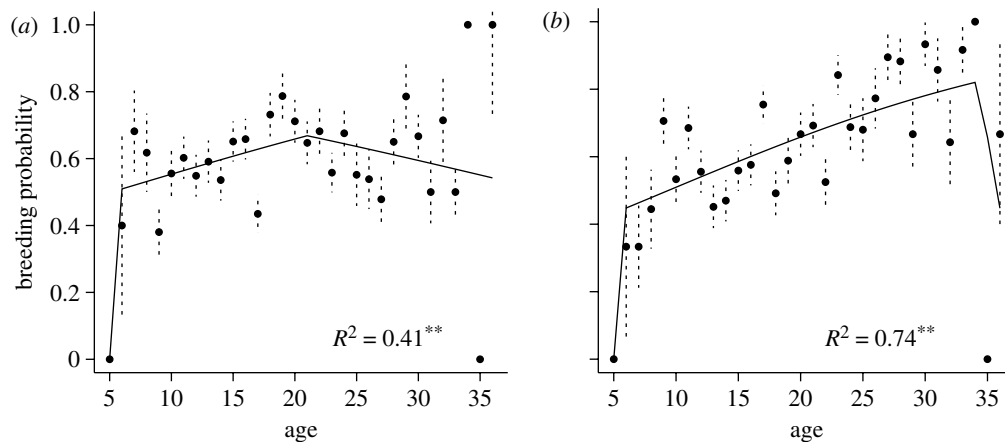 (a)
1.0
0.8
0.6
0.4
0.2
0
breeding probability
R² = 0.41**
5 10 15 20 25 30 35
age
(b)
R² = 0.74**
5 10 15 20 25 30 35
age